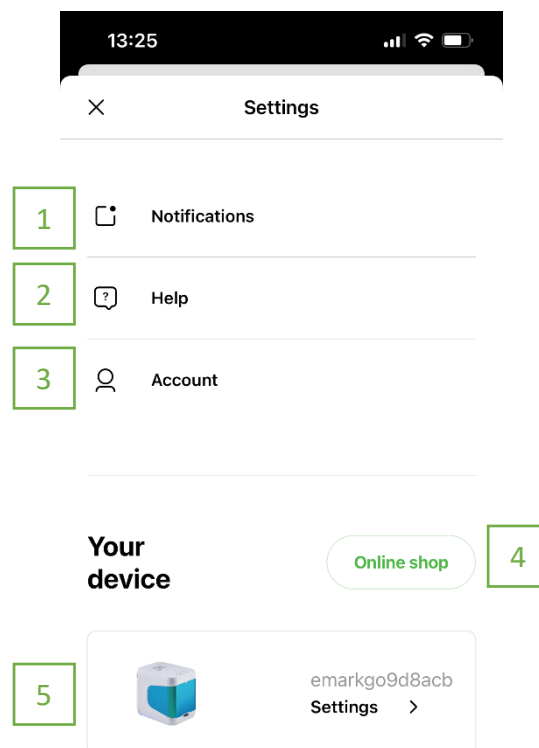 13:25
Settings
1
Notifications
2
?
Help
3
Account
Your
device
Online shop
4
5
emarkgo9d8acb
Settings